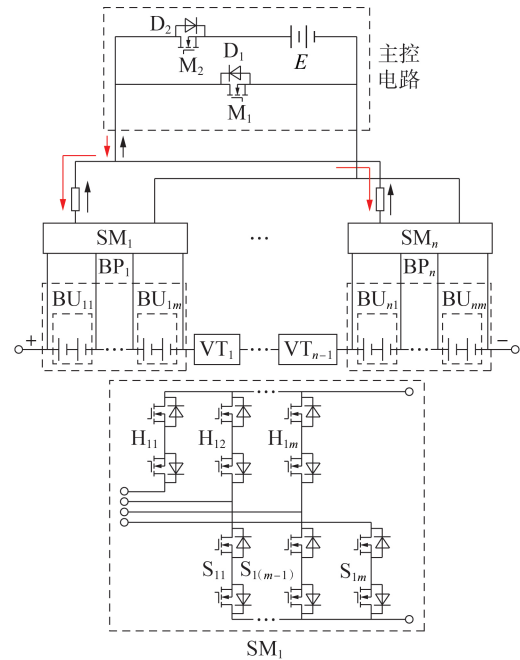 D₂
D₁
M₂
E
M₁
主控
电路
SM₁
···
SMₙ
BP₁
BPₙ
BU₁₁
BU₁ₘ
BUₙ₁
BUₙₘ
+
···
VT₁
···
VTₙ₋₁
···
−
···
H₁₁
H₁₂
H₁ₘ
S₁₁
S₁₍ₘ₋₁₎
S₁ₘ
···
SM₁